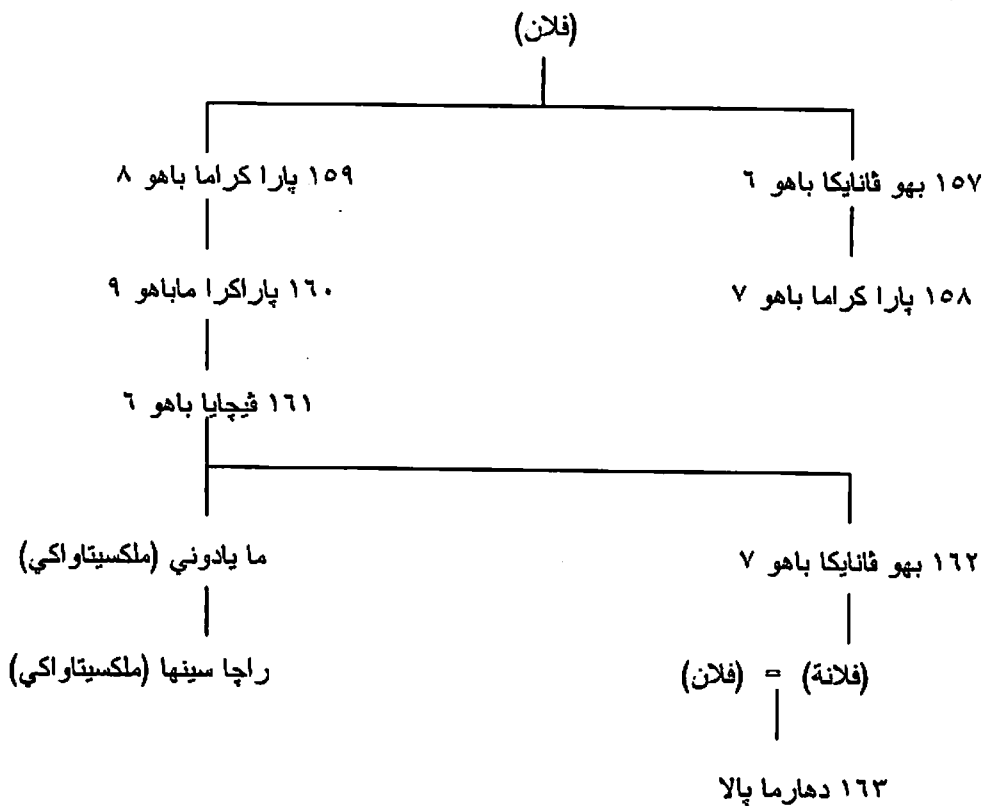 (فلان)
١٥٧ بهو ڤانايكا باهو ٦
١٥٩ پارا كراما باهو ٨
١٥٨ پارا كراما باهو ٧
١٦٠ پاراكرا ماباهو ٩
١٦١ ڤيچايا باهو ٦
١٦٢ بهو ڤانايكا باهو ٧
ما يادوني (ملكسيتاواكي)
(فلانة) = (فلان)
راچا سينها (ملكسيتاواكي)
١٦٣ دهارما پالا